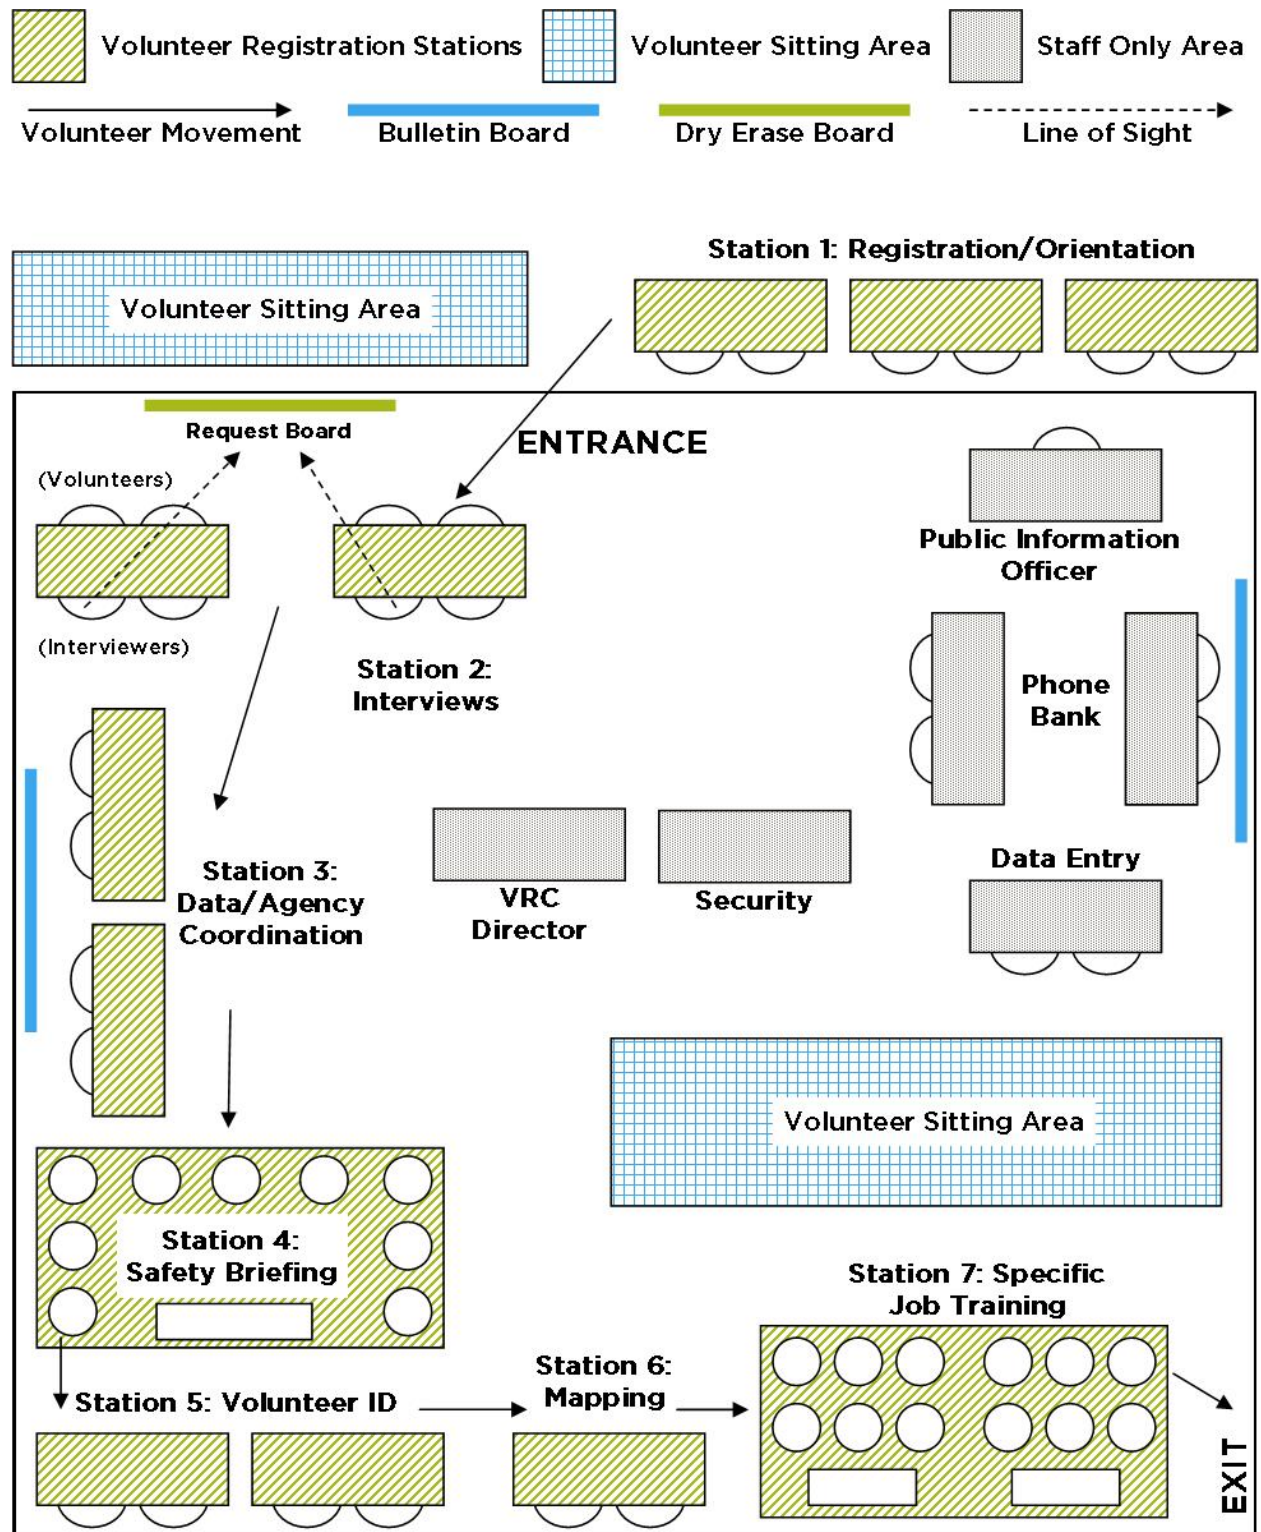 Volunteer Registration Stations
Volunteer Sitting Area
Staff Only Area
Volunteer Movement
Bulletin Board
Dry Erase Board
Line of Sight
Station 1: Registration/Orientation
Volunteer Sitting Area
Request Board
ENTRANCE
(Volunteers)
Public Information
Officer
(Interviewers)
Station 2:
Interviews
Phone
Bank
Station 3:
Data/Agency
Coordination
VRC
Director
Security
Data Entry
Volunteer Sitting Area
Station 4:
Safety Briefing
Station 7: Specific
Job Training
Station 6:
Mapping
Station 5: Volunteer ID
EXIT